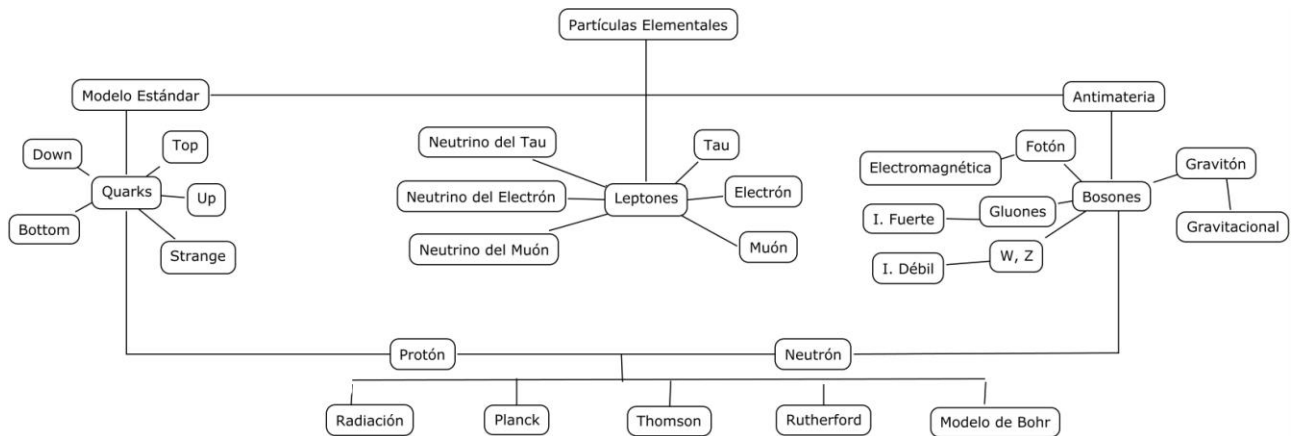 Partículas Elementales
Modelo Estándar
Antimateria
Down
Top
Quarks
Up
Bottom
Strange
Neutrino del Tau
Tau
Neutrino del Electrón
Leptones
Electrón
Neutrino del Muón
Muón
Electromagnética
Fotón
Gravitón
Bosones
I. Fuerte
Gluones
Gravitacional
I. Débil
W, Z
Protón
Neutrón
Radiación
Planck
Thomson
Rutherford
Modelo de Bohr